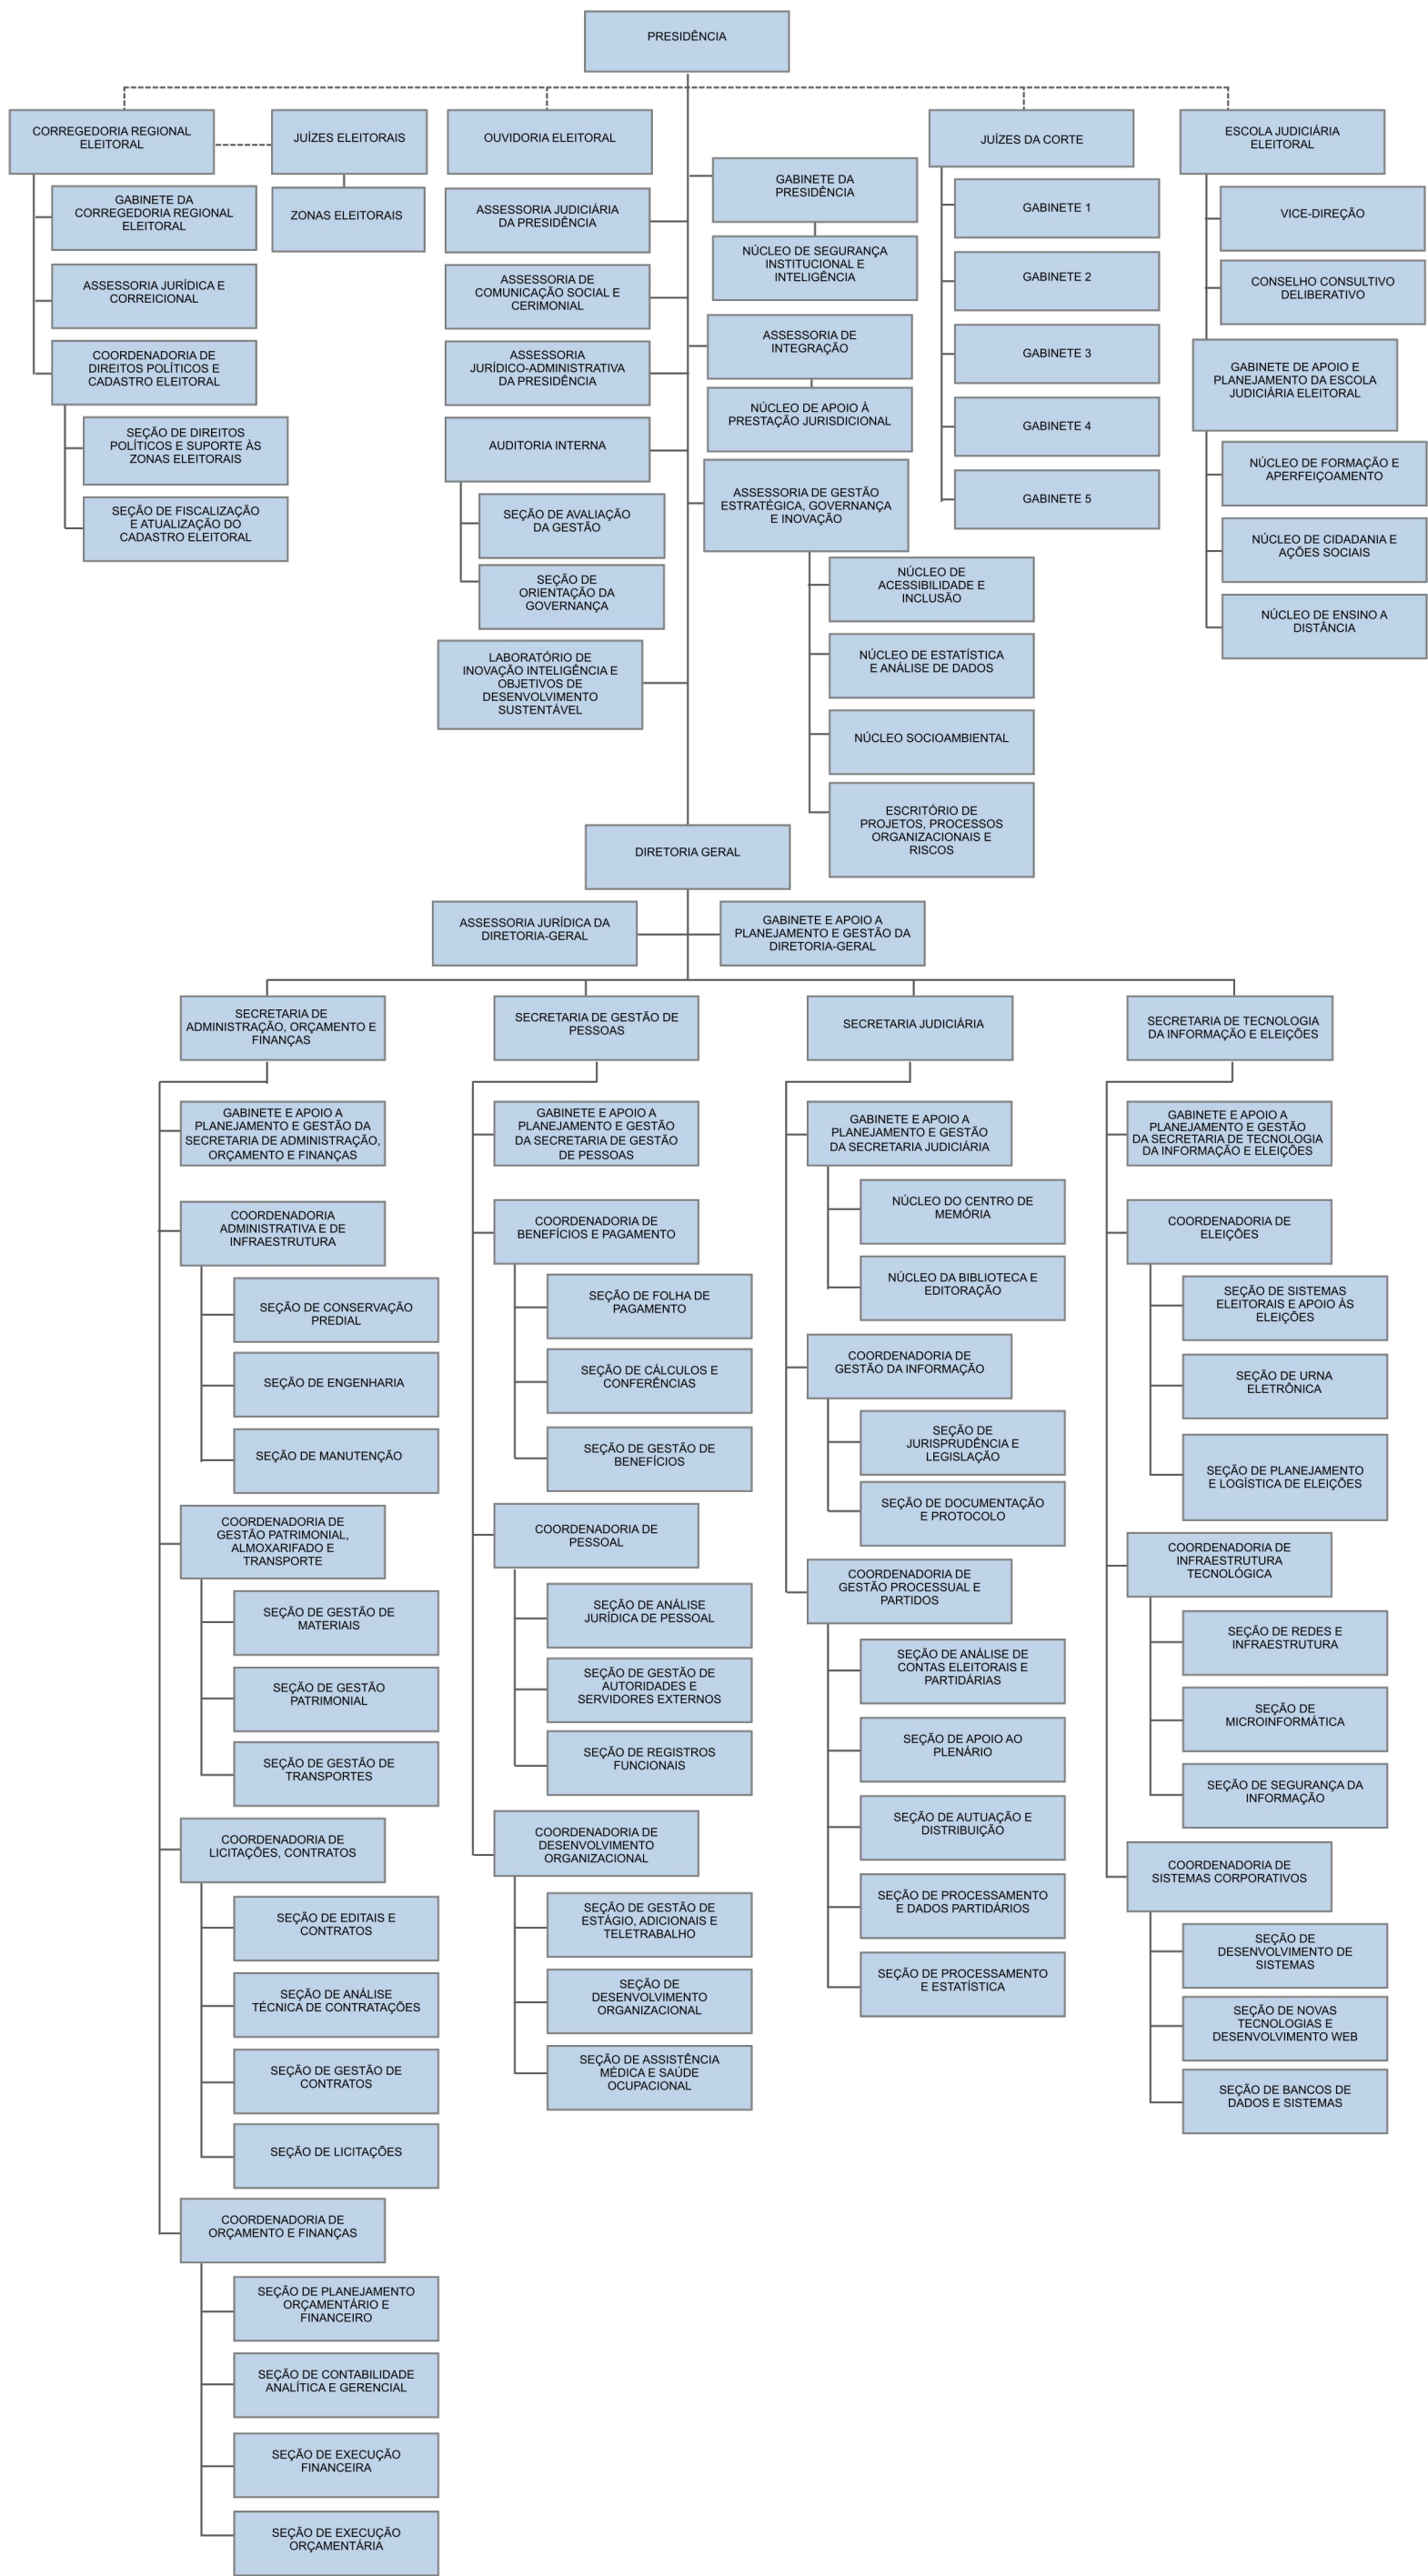 PRESIDÊNCIA
CORREGEDORIA REGIONAL
ELEITORAL
JUÍZES ELEITORAIS
OUVIDORIA ELEITORAL
JUÍZES DA CORTE
ESCOLA JUDICIÁRIA
ELEITORAL
GABINETE DA
CORREGEDORIA REGIONAL
ELEITORAL
ASSESSORIA JURÍDICA E
CORREICIONAL
COORDENADORIA DE
DIREITOS POLÍTICOS E
CADASTRO ELEITORAL
SEÇÃO DE DIREITOS
POLÍTICOS E SUPORTE ÀS
ZONAS ELEITORAIS
SEÇÃO DE FISCALIZAÇÃO
E ATUALIZAÇÃO DO
CADASTRO ELEITORAL
ZONAS ELEITORAIS
ASSESSORIA JUDICIÁRIA
DA PRESIDÊNCIA
ASSESSORIA DE
COMUNICAÇÃO SOCIAL E
CERIMONIAL
ASSESSORIA
JURÍDICO-ADMINISTRATIVA
DA PRESIDÊNCIA
AUDITORIA INTERNA
SEÇÃO DE AVALIAÇÃO
DA GESTÃO
SEÇÃO DE
ORIENTAÇÃO DA
GOVERNANÇA
LABORATÓRIO DE
INOVAÇÃO INTELIGÊNCIA E
OBJETIVOS DE
DESENVOLVIMENTO
SUSTENTÁVEL
GABINETE DA
PRESIDÊNCIA
NÚCLEO DE SEGURANÇA
INSTITUCIONAL E
INTELIGÊNCIA
ASSESSORIA DE
INTEGRAÇÃO
NÚCLEO DE APOIO À
PRESTAÇÃO JURISDICIONAL
ASSESSORIA DE GESTÃO
ESTRATÉGICA, GOVERNANÇA
E INOVAÇÃO
NÚCLEO DE
ACESSIBILIDADE E
INCLUSÃO
NÚCLEO DE ESTATÍSTICA
E ANÁLISE DE DADOS
NÚCLEO SOCIOAMBIENTAL
ESCRITÓRIO DE
PROJETOS, PROCESSOS
ORGANIZACIONAIS E
RISCOS
GABINETE 1
GABINETE 2
GABINETE 3
GABINETE 4
GABINETE 5
VICE-DIREÇÃO
CONSELHO CONSULTIVO
DELIBERATIVO
GABINETE DE APOIO E
PLANEJAMENTO DA ESCOLA
JUDICIÁRIA ELEITORAL
NÚCLEO DE FORMAÇÃO E
APERFEIÇOAMENTO
NÚCLEO DE CIDADANIA E
AÇÕES SOCIAIS
NÚCLEO DE ENSINO A
DISTÂNCIA
DIRETORIA GERAL
ASSESSORIA JURÍDICA DA
DIRETORIA-GERAL
GABINETE E APOIO A
PLANEJAMENTO E GESTÃO DA
DIRETORIA-GERAL
SECRETARIA DE
ADMINISTRAÇÃO, ORÇAMENTO E
FINANÇAS
GABINETE E APOIO A
PLANEJAMENTO E GESTÃO DA
SECRETARIA DE ADMINISTRAÇÃO,
ORÇAMENTO E FINANÇAS
COORDENADORIA
ADMINISTRATIVA E DE
INFRAESTRUTURA
SEÇÃO DE CONSERVAÇÃO
PREDIAL
SEÇÃO DE ENGENHARIA
SEÇÃO DE MANUTENÇÃO
COORDENADORIA DE
GESTÃO PATRIMONIAL,
ALMOXARIFADO E
TRANSPORTE
SEÇÃO DE GESTÃO DE
MATERIAIS
SEÇÃO DE GESTÃO
PATRIMONIAL
SEÇÃO DE GESTÃO DE
TRANSPORTES
COORDENADORIA DE
LICITAÇÕES, CONTRATOS
SEÇÃO DE EDITAIS E
CONTRATOS
SEÇÃO DE ANÁLISE
TÉCNICA DE CONTRATAÇÕES
SEÇÃO DE GESTÃO DE
CONTRATOS
SEÇÃO DE LICITAÇÕES
COORDENADORIA DE
ORÇAMENTO E FINANÇAS
SEÇÃO DE PLANEJAMENTO
ORÇAMENTÁRIO E
FINANCEIRO
SEÇÃO DE CONTABILIDADE
ANALÍTICA E GERENCIAL
SEÇÃO DE EXECUÇÃO
FINANCEIRA
SEÇÃO DE EXECUÇÃO
ORÇAMENTÁRIA
SECRETARIA DE GESTÃO DE
PESSOAS
GABINETE E APOIO A
PLANEJAMENTO E GESTÃO
DA SECRETARIA DE GESTÃO
DE PESSOAS
COORDENADORIA DE
BENEFÍCIOS E PAGAMENTO
SEÇÃO DE FOLHA DE
PAGAMENTO
SEÇÃO DE CÁLCULOS E
CONFERÊNCIAS
SEÇÃO DE GESTÃO DE
BENEFÍCIOS
COORDENADORIA DE
PESSOAL
SEÇÃO DE ANÁLISE
JURÍDICA DE PESSOAL
SEÇÃO DE GESTÃO DE
AUTORIDADES E
SERVIDORES EXTERNOS
SEÇÃO DE REGISTROS
FUNCIONAIS
COORDENADORIA DE
DESENVOLVIMENTO
ORGANIZACIONAL
SEÇÃO DE GESTÃO DE
ESTÁGIO, ADICIONAIS E
TELETRABALHO
SEÇÃO DE
DESENVOLVIMENTO
ORGANIZACIONAL
SEÇÃO DE ASSISTÊNCIA
MÉDICA E SAÚDE
OCUPACIONAL
SECRETARIA JUDICIÁRIA
GABINETE E APOIO A
PLANEJAMENTO E GESTÃO
DA SECRETARIA JUDICIÁRIA
NÚCLEO DO CENTRO DE
MEMÓRIA
NÚCLEO DA BIBLIOTECA E
EDITORAÇÃO
COORDENADORIA DE
GESTÃO DA INFORMAÇÃO
SEÇÃO DE
JURISPRUDÊNCIA E
LEGISLAÇÃO
SEÇÃO DE DOCUMENTAÇÃO
E PROTOCOLO
COORDENADORIA DE
GESTÃO PROCESSUAL E
PARTIDOS
SEÇÃO DE ANÁLISE DE
CONTAS ELEITORAIS E
PARTIDÁRIAS
SEÇÃO DE APOIO AO
PLENÁRIO
SEÇÃO DE AUTUAÇÃO E
DISTRIBUIÇÃO
SEÇÃO DE PROCESSAMENTO
E DADOS PARTIDÁRIOS
SEÇÃO DE PROCESSAMENTO
E ESTATÍSTICA
SECRETARIA DE TECNOLOGIA
DA INFORMAÇÃO E ELEIÇÕES
GABINETE E APOIO A
PLANEJAMENTO E GESTÃO
DA SECRETARIA DE TECNOLOGIA
DA INFORMAÇÃO E ELEIÇÕES
COORDENADORIA DE
ELEIÇÕES
SEÇÃO DE SISTEMAS
ELEITORAIS E APOIO ÀS
ELEIÇÕES
SEÇÃO DE URNA
ELETRÔNICA
SEÇÃO DE PLANEJAMENTO
E LOGÍSTICA DE ELEIÇÕES
COORDENADORIA DE
INFRAESTRUTURA
TECNOLÓGICA
SEÇÃO DE REDES E
INFRAESTRUTURA
SEÇÃO DE
MICROINFORMÁTICA
SEÇÃO DE SEGURANÇA DA
INFORMAÇÃO
COORDENADORIA DE
SISTEMAS CORPORATIVOS
SEÇÃO DE
DESENVOLVIMENTO DE
SISTEMAS
SEÇÃO DE NOVAS
TECNOLOGIAS E
DESENVOLVIMENTO WEB
SEÇÃO DE BANCOS DE
DADOS E SISTEMAS